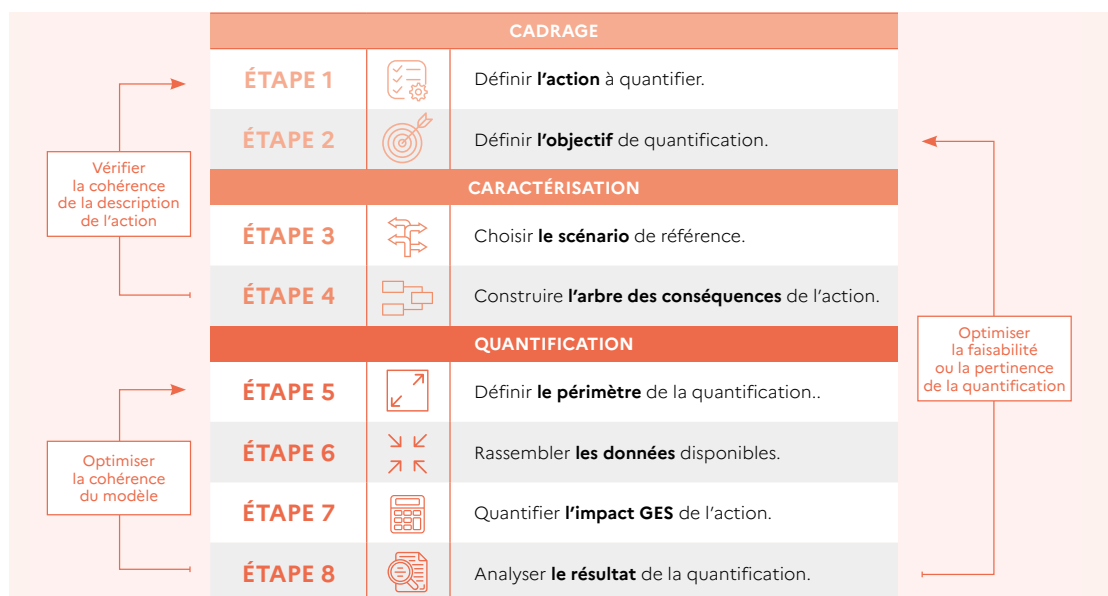 CADRAGE
ÉTAPE 1
Définir l'action à quantifier.
ÉTAPE 2
Définir l'objectif de quantification.
Vérifier
la cohérence
de la description
de l'action
CARACTÉRISATION
ÉTAPE 3
Choisir le scénario de référence.
ÉTAPE 4
Construire l'arbre des conséquences de l'action.
QUANTIFICATION
Optimiser
la faisabilité
ou la pertinence
de la quantification
ÉTAPE 5
Définir le périmètre de la quantification..
ÉTAPE 6
Rassembler les données disponibles.
Optimiser
la cohérence
du modèle
ÉTAPE 7
Quantifier l'impact GES de l'action.
ÉTAPE 8
Analyser le résultat de la quantification.